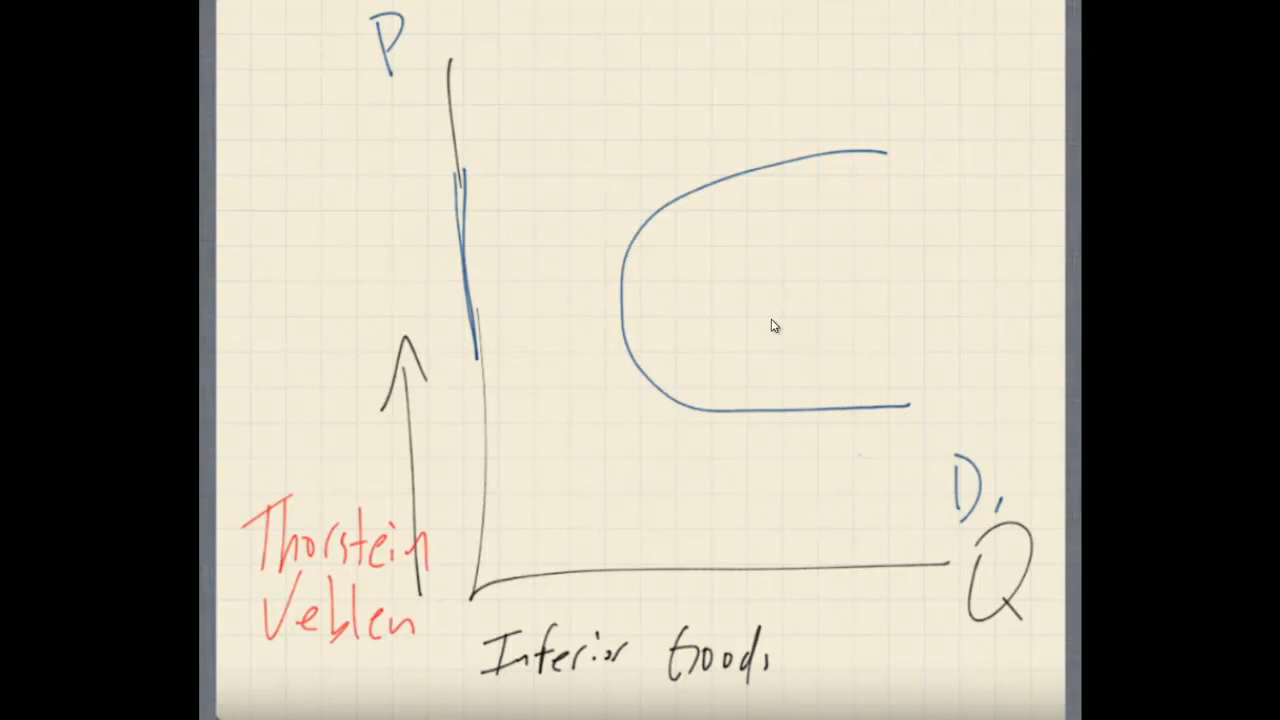 P
D,
Q
Thorstein
Veblen
Inferior Goods